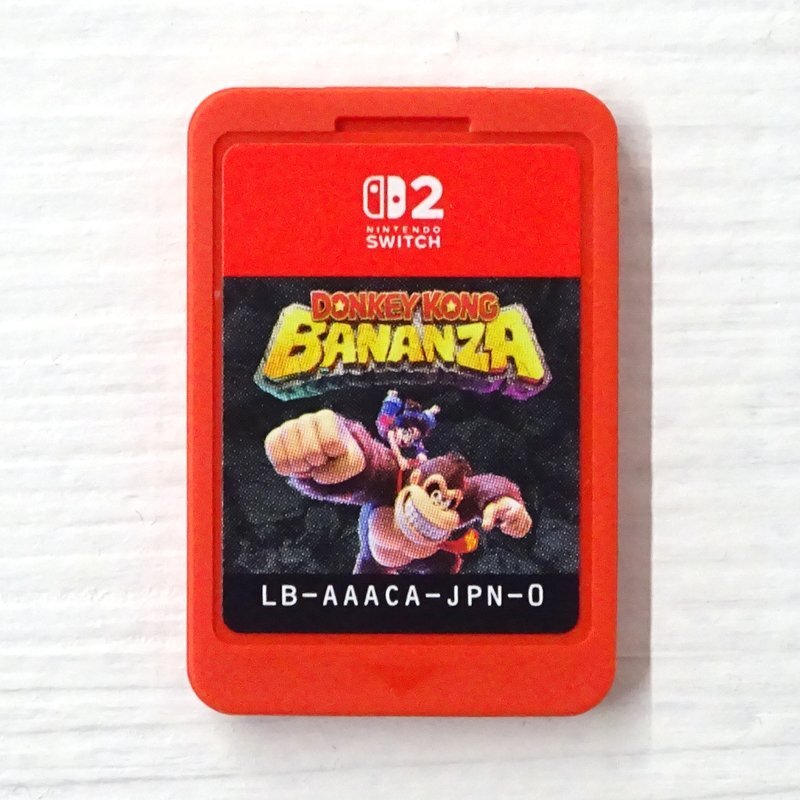 2
NINTENDO
SWITCH
DONKEY KONG
BANANZA
LB-AAACA-JPN-0